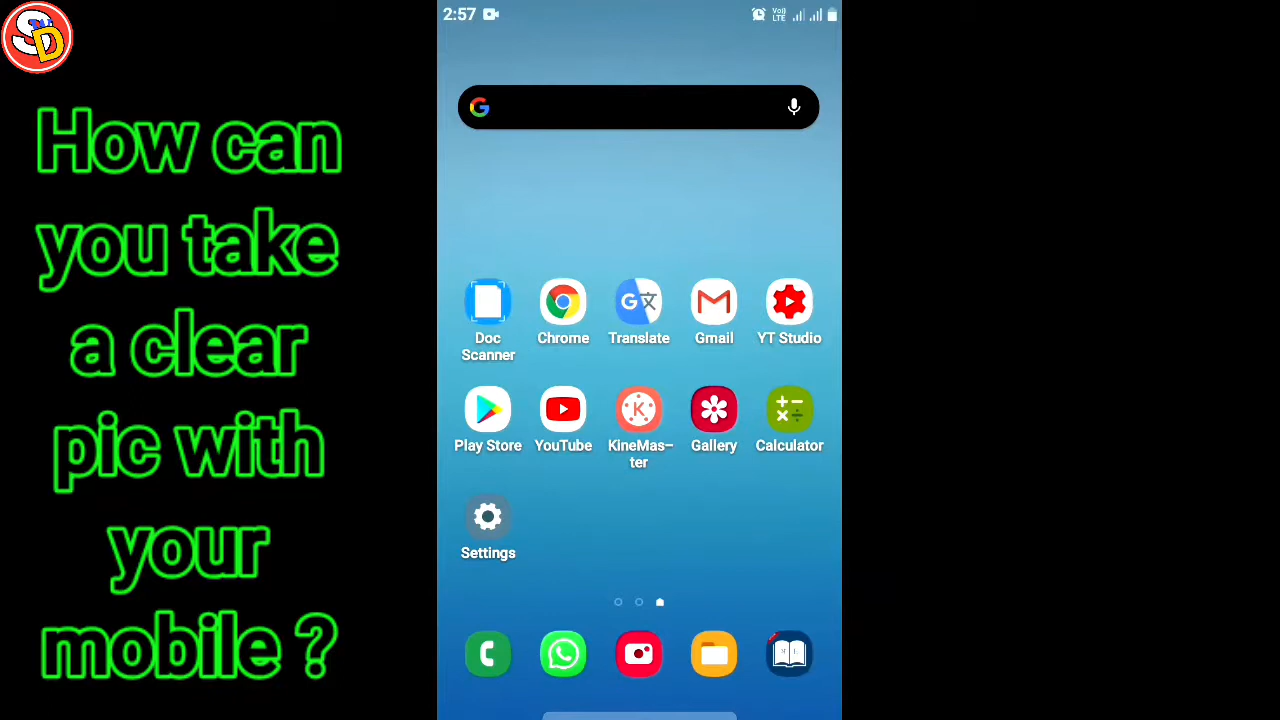 SD
How can
you take
a clear
pic with
your
mobile ?
2:57
Doc
Scanner
Chrome
Translate
Gmail
YT Studio
Play Store
YouTube
KineMas-
ter
Gallery
Calculator
Settings